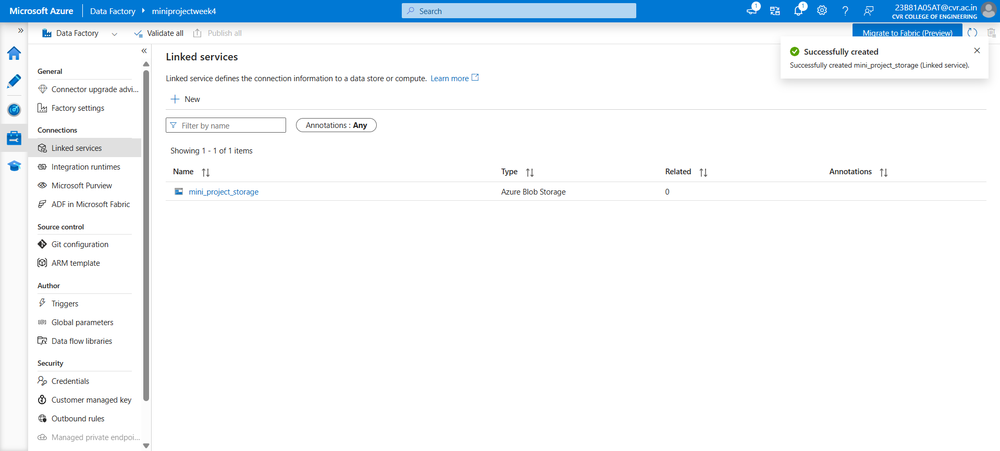 Microsoft Azure
Data Factory
miniprojectweek4
Search
1
1
23B81A05AT@cvr.ac.in
CVR COLLEGE OF ENGINEERING
Data Factory
Validate all
Publish all
Migrate to Fabric (Preview)
Successfully created
Successfully created mini_project_storage (Linked service).
General
Connector upgrade advi...
Factory settings
Connections
Linked services
Integration runtimes
Microsoft Purview
ADF in Microsoft Fabric
Source control
Git configuration
ARM template
Author
Triggers
Global parameters
Data flow libraries
Security
Credentials
Customer managed key
Outbound rules
Managed private endpoi...
Linked services
Linked service defines the connection information to a data store or compute. Learn more
New
Filter by name
Annotations : Any
Showing 1 - 1 of 1 items
Name Type Related Annotations
mini_project_storage Azure Blob Storage 0